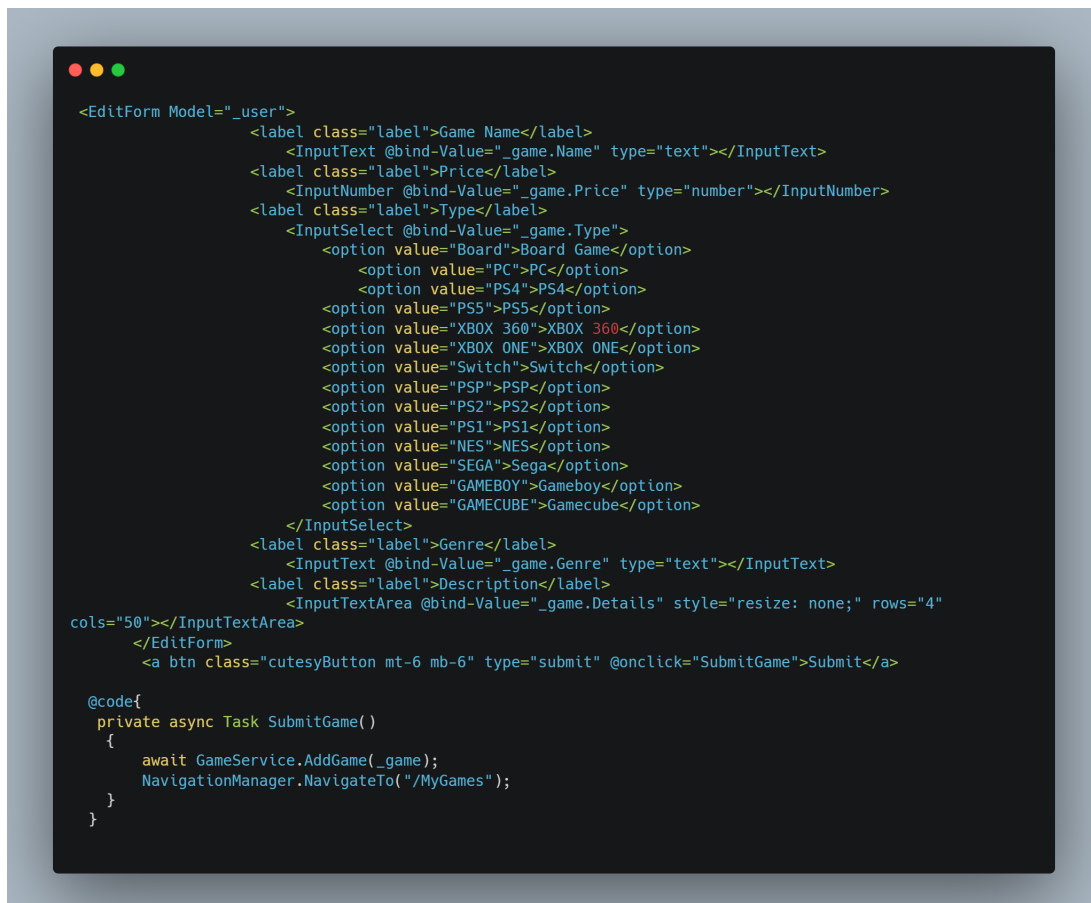 <EditForm Model="_user">
<label class="label">Game Name</label>
<InputText @bind-Value="_game.Name" type="text"></InputText>
<label class="label">Price</label>
<InputNumber @bind-Value="_game.Price" type="number"></InputNumber>
<label class="label">Type</label>
<InputSelect @bind-Value="_game.Type">
<option value="Board">Board Game</option>
<option value="PC">PC</option>
<option value="PS4">PS4</option>
<option value="PS5">PS5</option>
<option value="XBOX 360">XBOX 360</option>
<option value="XBOX ONE">XBOX ONE</option>
<option value="Switch">Switch</option>
<option value="PSP">PSP</option>
<option value="PS2">PS2</option>
<option value="PS1">PS1</option>
<option value="NES">NES</option>
<option value="SEGA">Sega</option>
<option value="GAMEBOY">Gameboy</option>
<option value="GAMECUBE">Gamecube</option>
</InputSelect>
<label class="label">Genre</label>
<InputText @bind-Value="_game.Genre" type="text"></InputText>
<label class="label">Description</label>
<InputTextArea @bind-Value="_game.Details" style="resize: none;" rows="4"
cols="50"></InputTextArea>
</EditForm>
<a btn class="cutesyButton mt-6 mb-6" type="submit" @onclick="SubmitGame">Submit</a>
@code{
private async Task SubmitGame()
{
await GameService.AddGame(_game);
NavigationManager.NavigateTo("/MyGames");
}
}